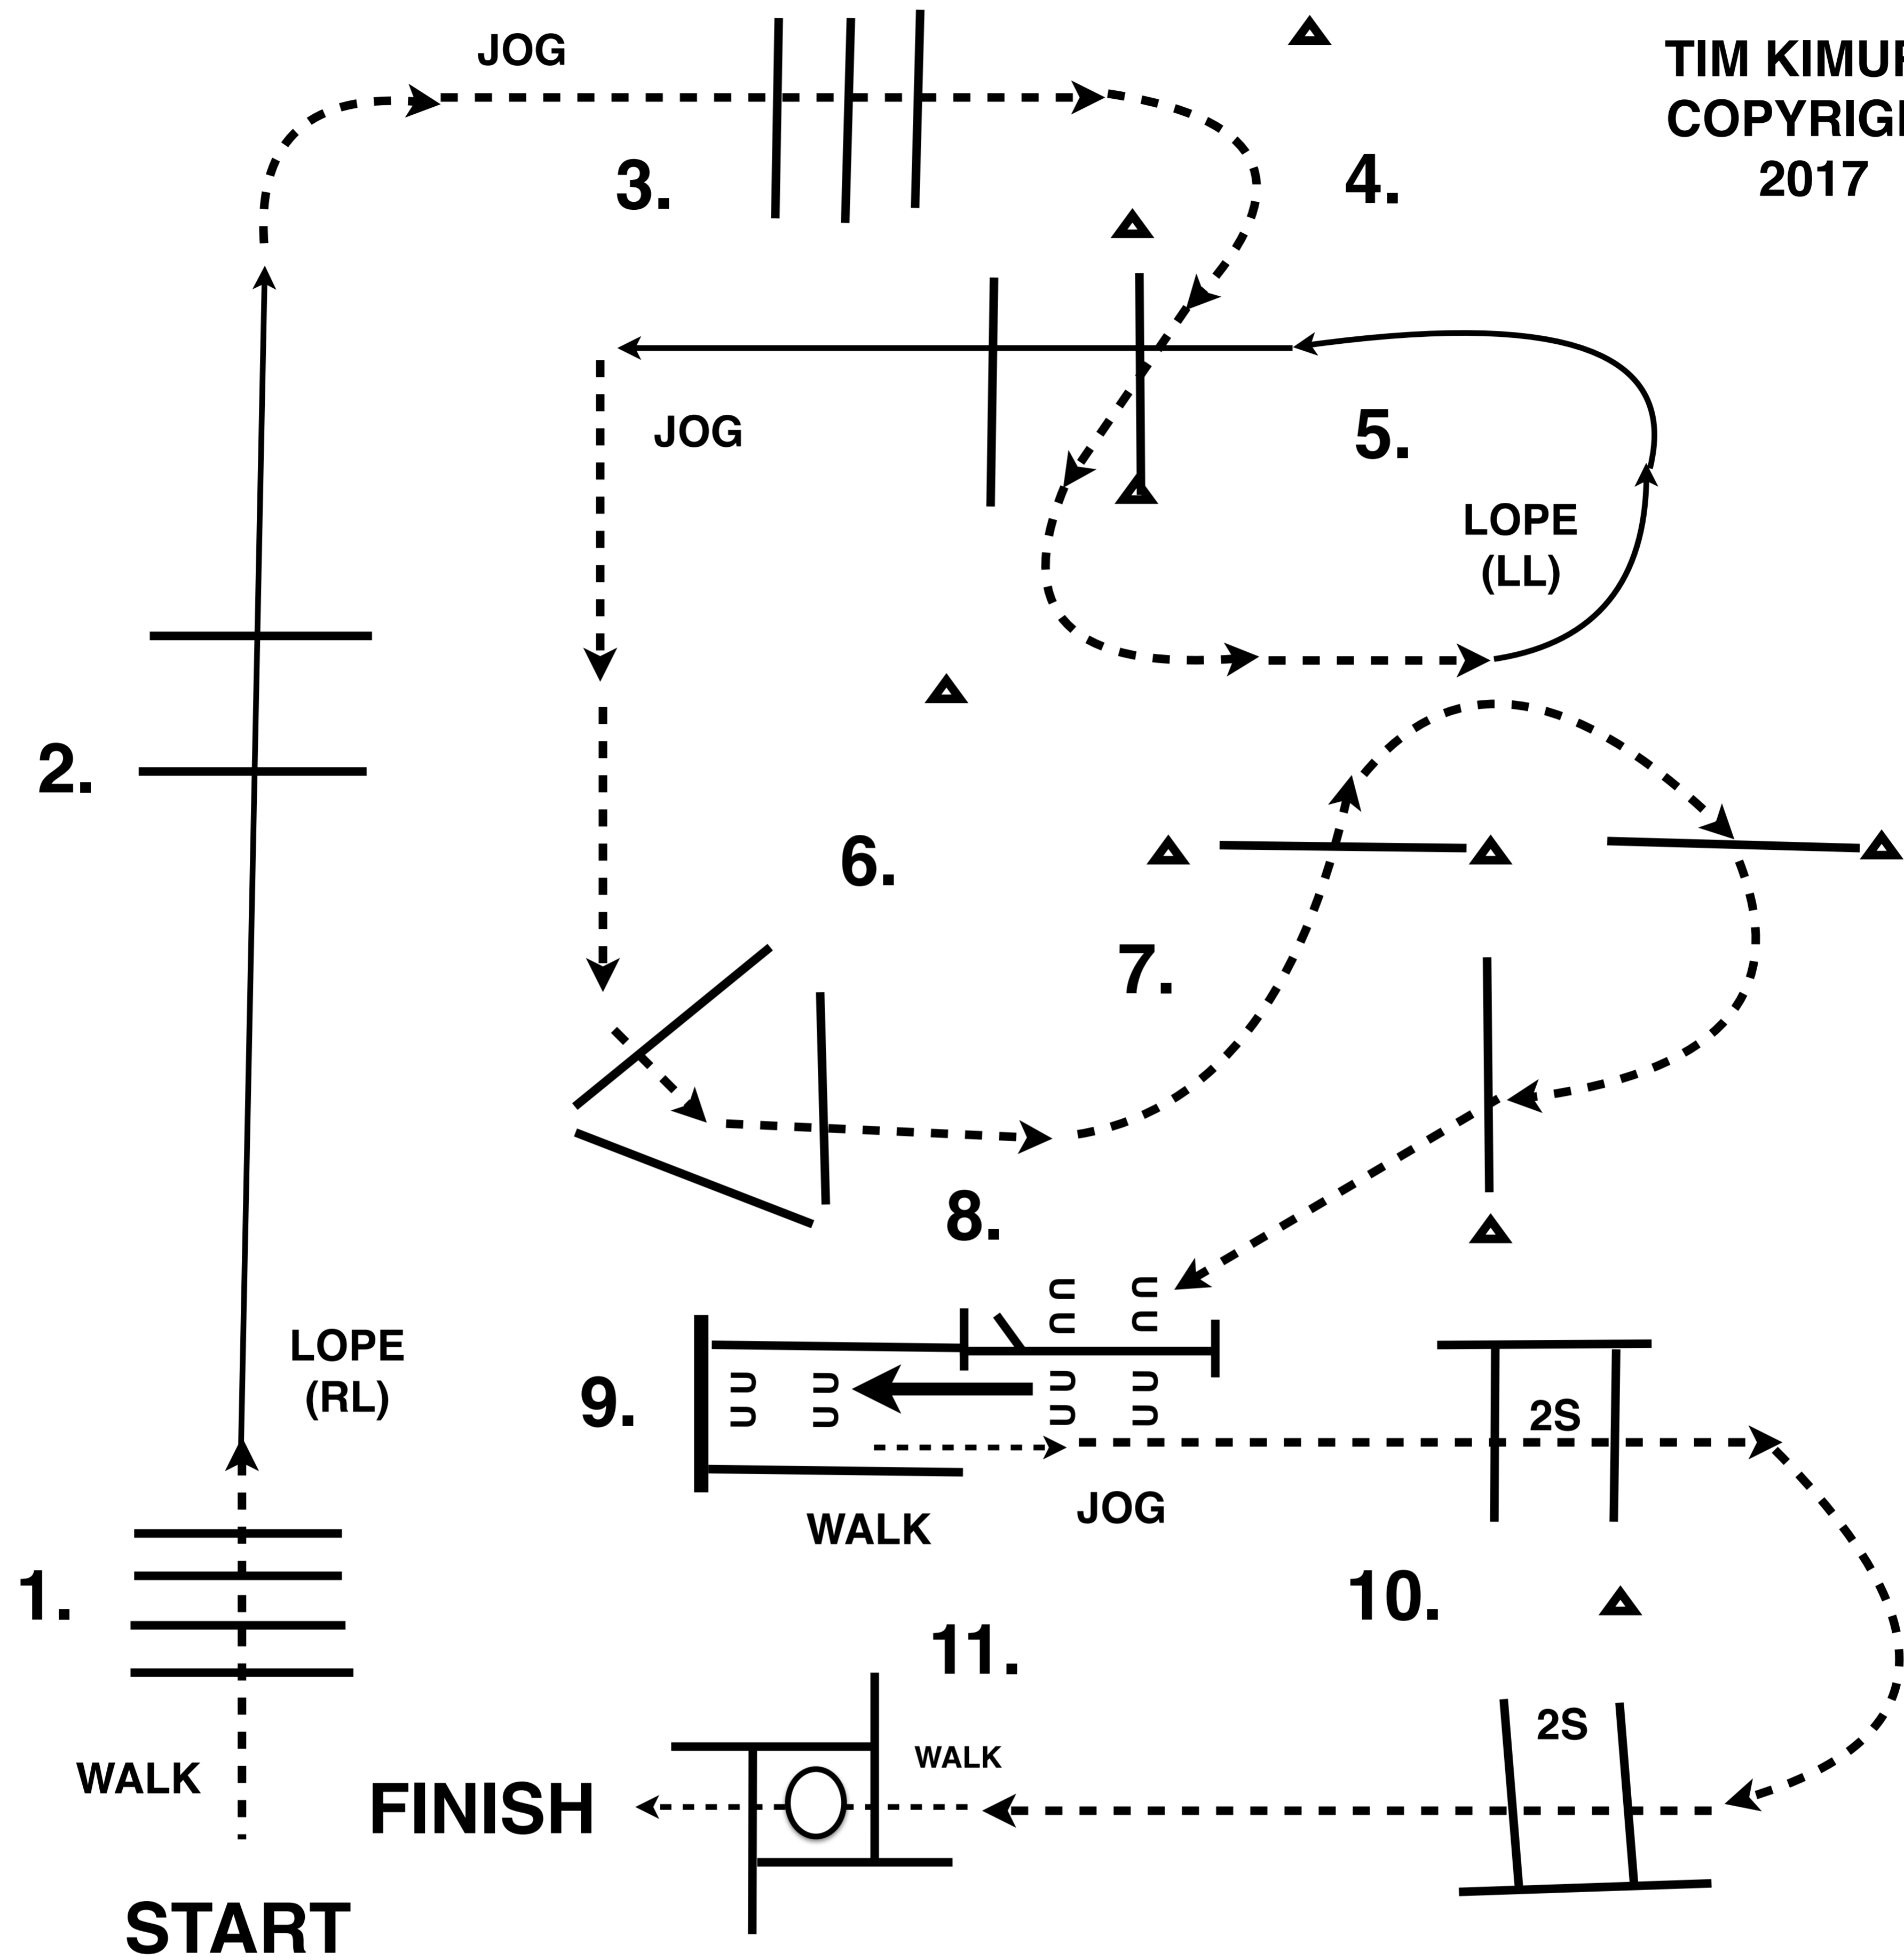 JOG
TIM KIMUR
COPYRIGH
2017
3.
4.
JOG
5.
LOPE
(LL)
2.
6.
7.
8.
LOPE
(RL)
9.
2S
JOG
WALK
1.
10.
11.
2S
WALK
WALK
FINISH
START